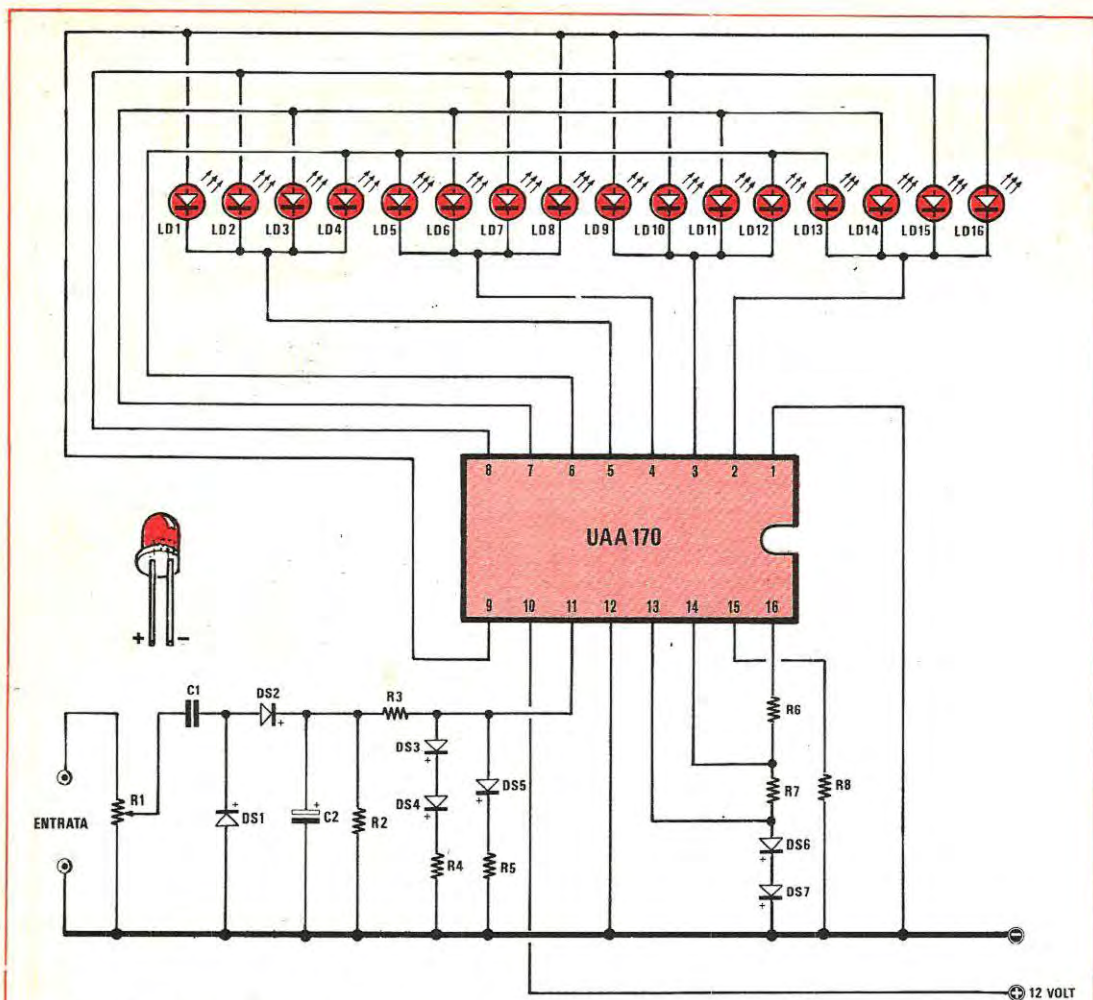 LD1 LD2 LD3 LD4 LD5 LD6 LD7 LD8 LD9 LD10 LD11 LD12 LD13 LD14 LD15 LD16
8 7 6 5 4 3 2 1
UAA 170
9 10 11 12 13 14 15 16
+ -
C1 DS2 R3 R6
+
DS3
+
DS4
+
DS5
+
R7 R8
ENTRATA R1
+
DS1
+
C2 R2 R4 R5
DS6
+
DS7
+
-
+ 12 VOLT